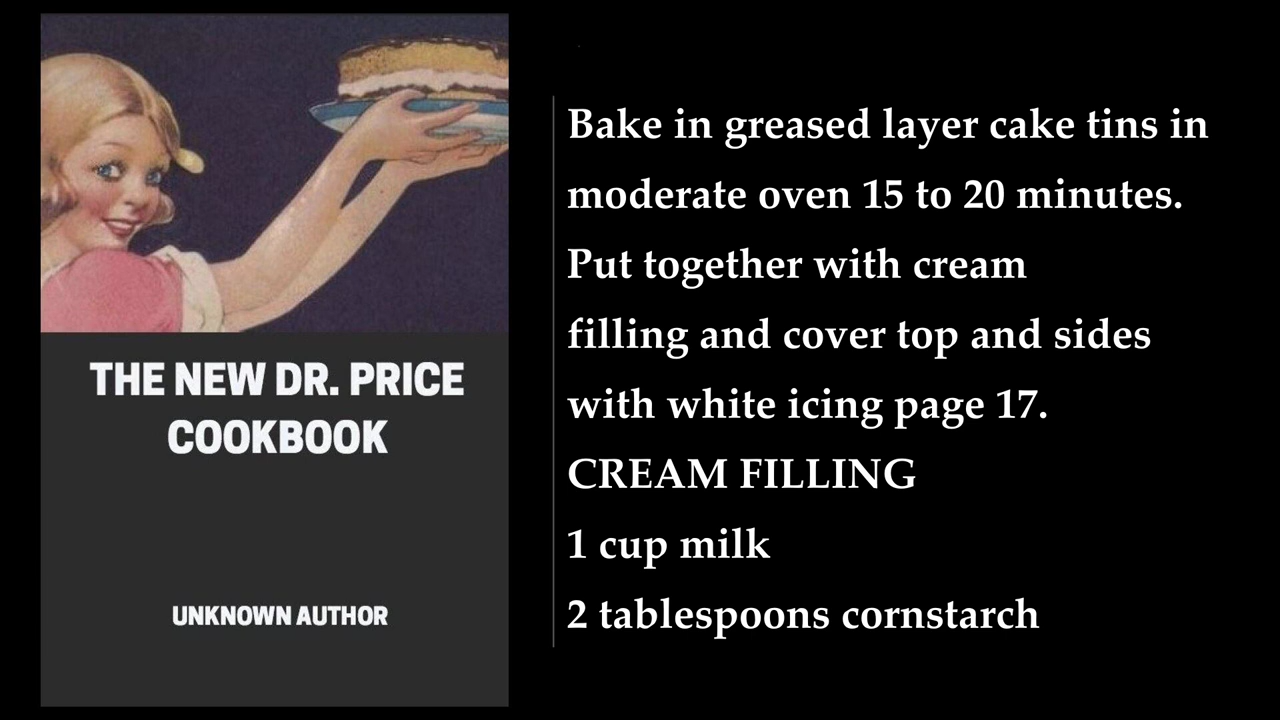 THE NEW DR. PRICE
COOKBOOK
UNKNOWN AUTHOR
Bake in greased layer cake tins in
moderate oven 15 to 20 minutes.
Put together with cream
filling and cover top and sides
with white icing page 17.
CREAM FILLING
1 cup milk
2 tablespoons cornstarch